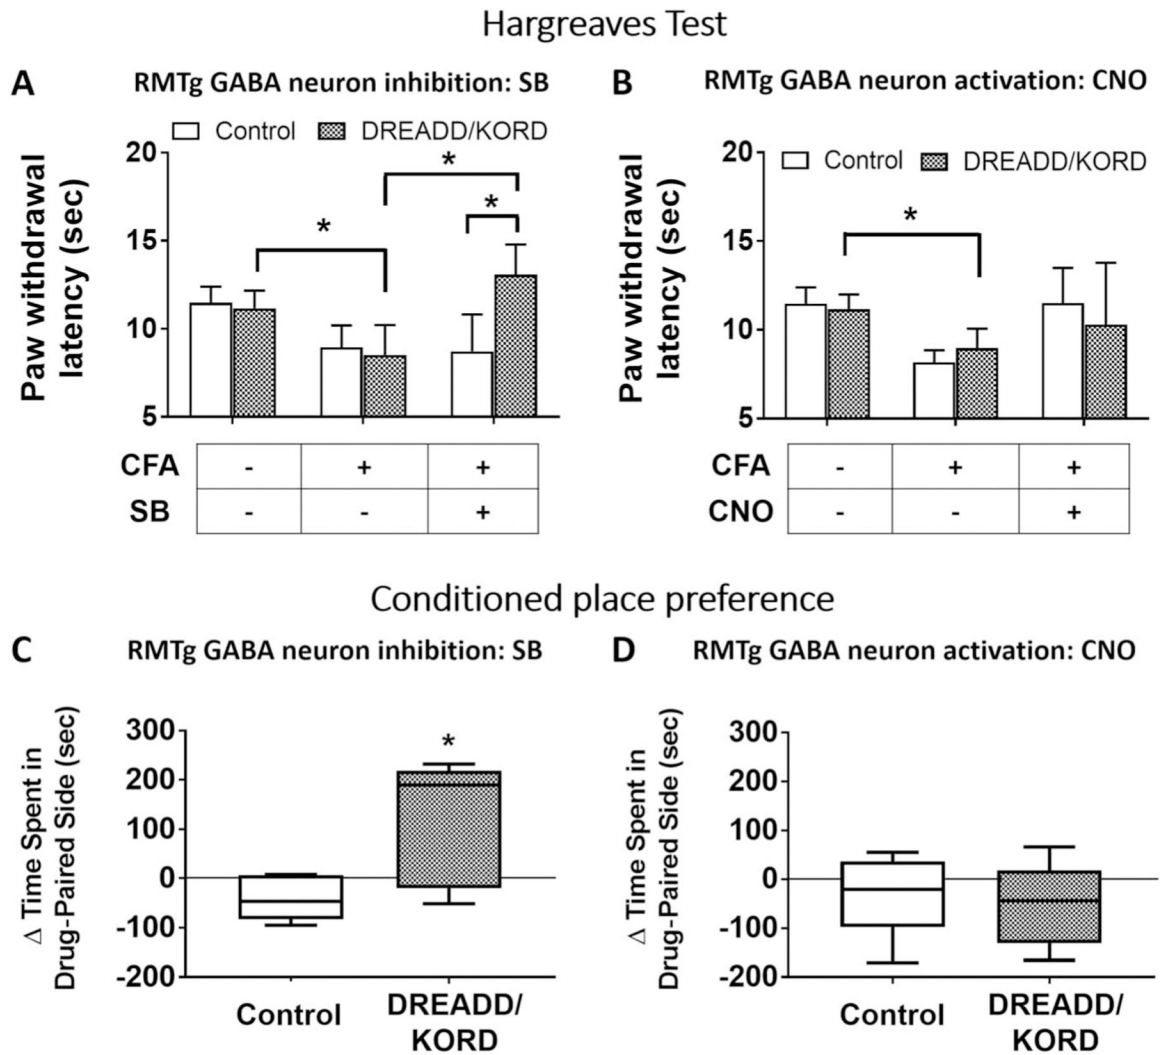 Hargreaves Test
A RMTg GABA neuron inhibition: SB
Control DREADD/KORD
Paw withdrawal
latency (sec)
20
15
10
5
*
*
*
CFA - + +
SB - - +
B RMTg GABA neuron activation: CNO
Control DREADD/KORD
Paw withdrawal
latency (sec)
20
15
10
5
*
CFA - + +
CNO - - +
Conditioned place preference
C RMTg GABA neuron inhibition: SB
Δ Time Spent in
Drug-Paired Side (sec)
300
200
100
0
-100
-200
*
Control DREADD/
KORD
D RMTg GABA neuron activation: CNO
Δ Time Spent in
Drug-Paired Side (sec)
300
200
100
0
-100
-200
Control DREADD/
KORD